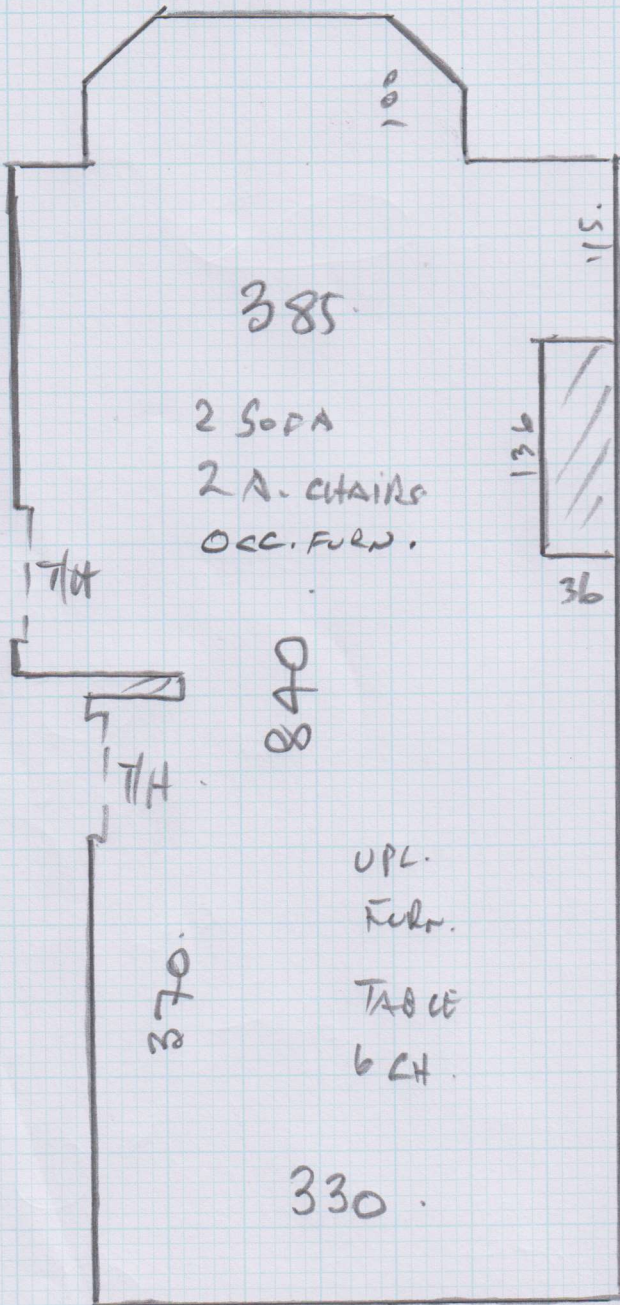 100
115.
385
2 SOFA
2 A. CHAIRS
OCC. FURN.
136
36
T/H
840
T/H
UPL.
FURN.
TABLE
6 CH.
370.
330.